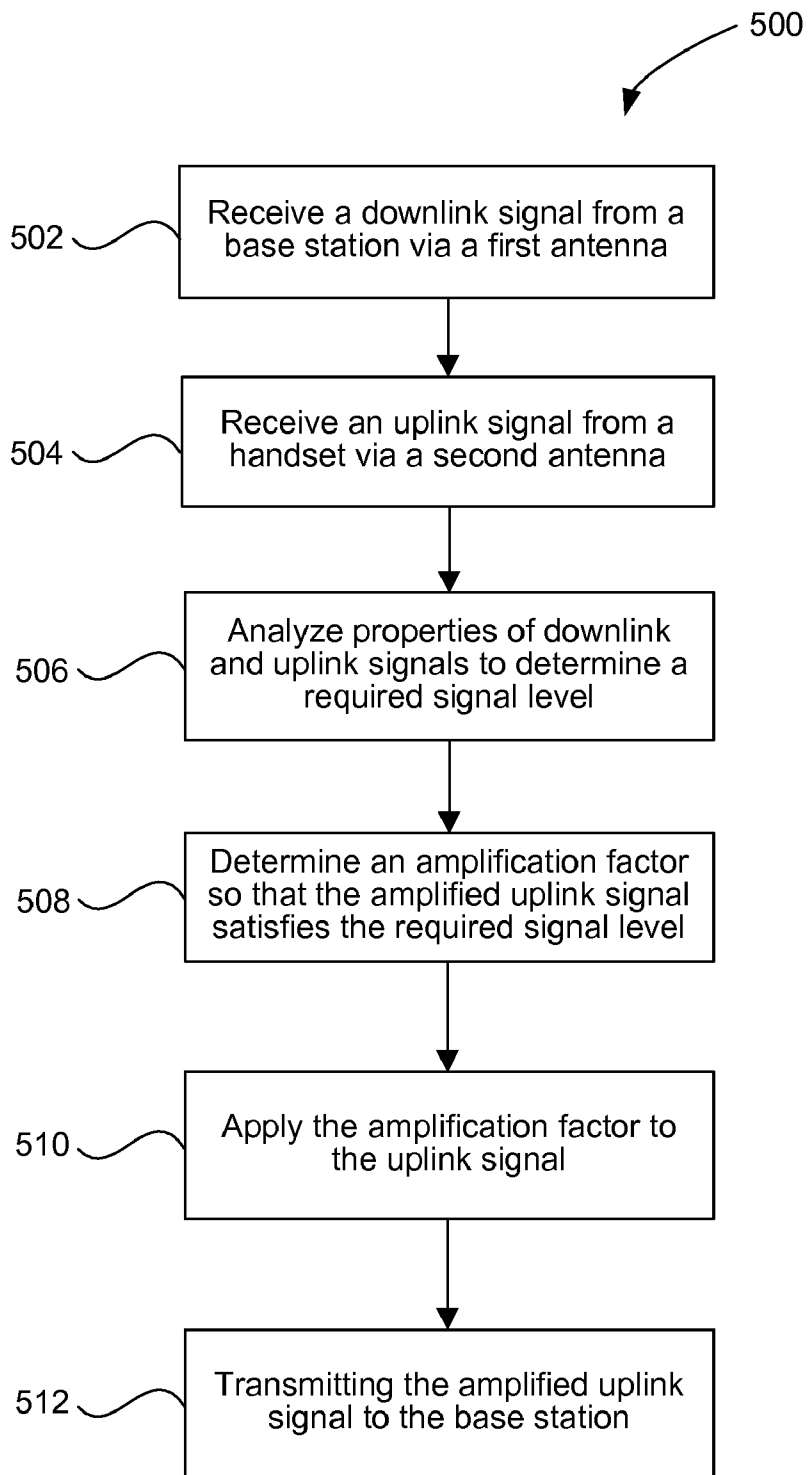 500
502
Receive a downlink signal from a
base station via a first antenna
504
Receive an uplink signal from a
handset via a second antenna
506
Analyze properties of downlink
and uplink signals to determine a
required signal level
508
Determine an amplification factor
so that the amplified uplink signal
satisfies the required signal level
510
Apply the amplification factor to
the uplink signal
512
Transmitting the amplified uplink
signal to the base station